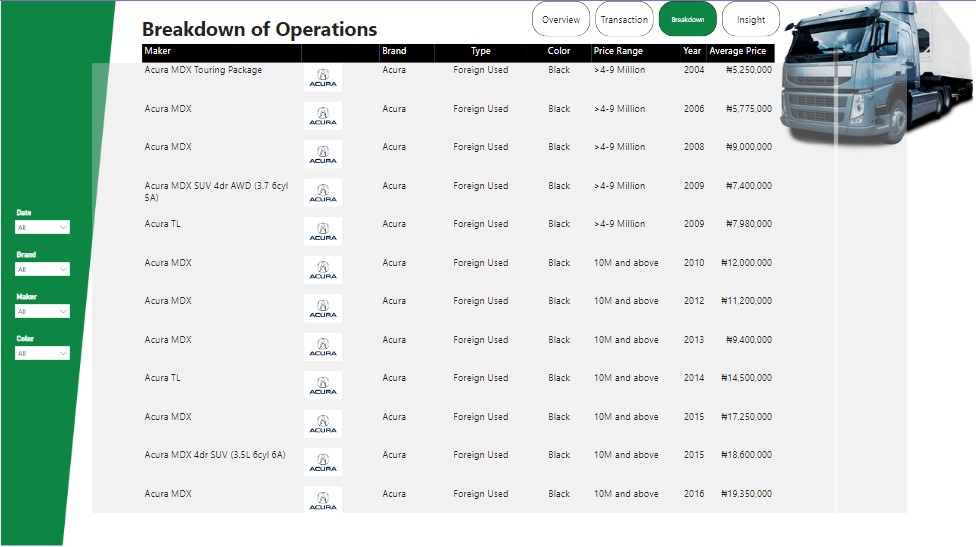 Breakdown of Operations
Overview
Transaction
Breakdown
Insight
Maker Brand Type Color Price Range Year Average Price
Acura MDX Touring Package ACURA Acura Foreign Used Black >4-9 Million 2004 ₦5,250,000
Acura MDX ACURA Acura Foreign Used Black >4-9 Million 2006 ₦5,775,000
Acura MDX ACURA Acura Foreign Used Black >4-9 Million 2008 ₦9,000,000
Acura MDX SUV 4dr AWD (3.7 6cyl ACURA Acura Foreign Used Black >4-9 Million 2009 ₦7,400,000
5A)
Acura TL ACURA Acura Foreign Used Black >4-9 Million 2009 ₦7,980,000
Acura MDX ACURA Acura Foreign Used Black 10M and above 2010 ₦12,000,000
Acura MDX ACURA Acura Foreign Used Black 10M and above 2012 ₦11,200,000
Acura MDX ACURA Acura Foreign Used Black 10M and above 2013 ₦9,400,000
Acura TL ACURA Acura Foreign Used Black 10M and above 2014 ₦14,500,000
Acura MDX ACURA Acura Foreign Used Black 10M and above 2015 ₦17,250,000
Acura MDX 4dr SUV (3.5L 6cyl 6A) ACURA Acura Foreign Used Black 10M and above 2015 ₦18,600,000
Acura MDX ACURA Acura Foreign Used Black 10M and above 2016 ₦19,350,000
Date
All
Brand
All
Maker
All
Color
All